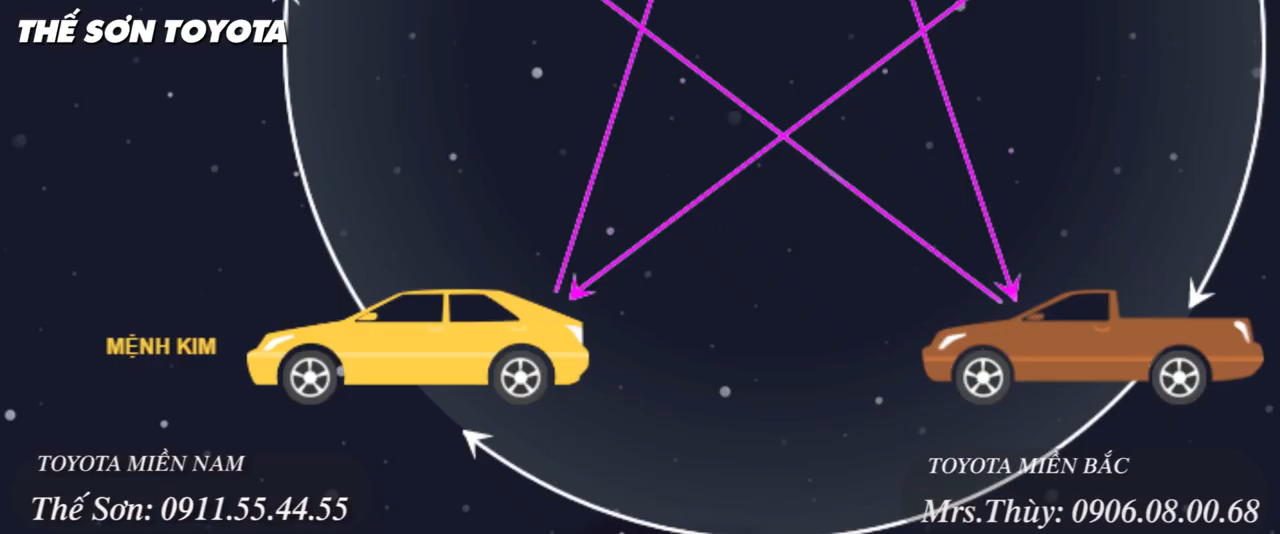 THẾ SƠN TOYOTA
MỆNH KIM
TOYOTA MIỀN NAM
Thế Sơn: 0911.55.44.55
TOYOTA MIỀN BẮC
Mrs.Thùy: 0906.08.00.68